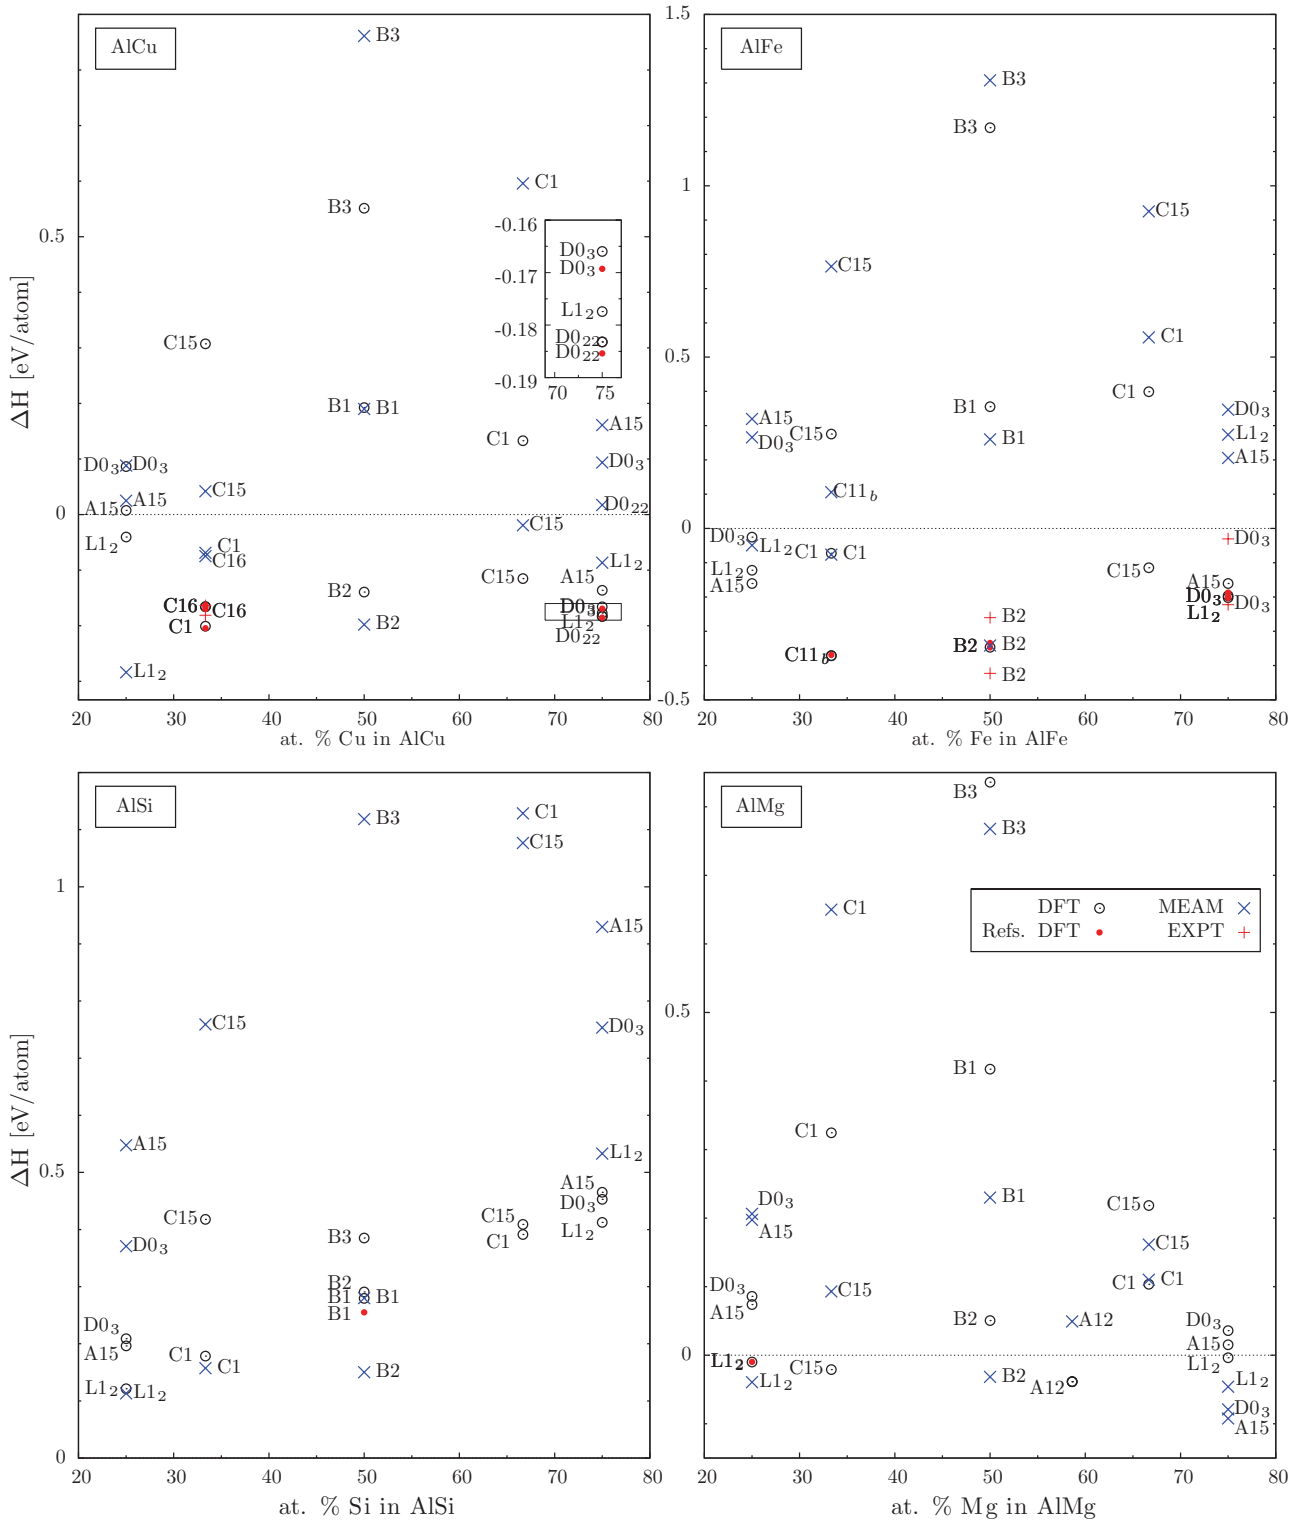 AlCu
ΔH [eV/atom]
0.5
0
B3
C1
B3
C15
B1
B1
C1
A15
D0₃
D0₂₂
D0₃
D0₃
A15
A15
C15
L1₂
C1
C16
C16
C16
C1
L1₂
B2
B2
C15
C15
L1₂
A15
D0₃
L1₂
D0₂₂
-0.16
-0.17
-0.18
-0.19
D0₃
D0₃
L1₂
D0₂₂
D0₂₂
70 75
20 30 40 50 60 70 80
at. % Cu in AlCu
AlFe
1.5
1
0.5
0
-0.5
B3
B3
C15
C15
C1
C1
B1
B1
A15
D0₃
C15
C11b
D0₃
L1₂
A15
D0₃
L1₂
L1₂
A15
C1
C1
C11b
B2
B2
B2
B2
C15
D0₃
A15
D0₃
D0₃
L1₂
20 30 40 50 60 70 80
at. % Fe in AlFe
AlSi
ΔH [eV/atom]
1
0.5
0
B3
C1
C15
A15
C15
D0₃
A15
L1₂
D0₃
C15
B3
C15
C1
A15
D0₃
L1₂
D0₃
A15
C1
C1
L1₂
L1₂
B2
B1
B1
B1
B2
20 30 40 50 60 70 80
at. % Si in AlSi
AlMg
0.5
0
B3
B3
C1
DFT
MEAM
Refs. DFT
EXPT
B1
C1
B1
D0₃
A15
C15
C15
C1
C1
D0₃
A15
C15
B2
A12
D0₃
A15
L1₂
L1₂
L1₂
C15
B2
A12
L1₂
D0₃
A15
20 30 40 50 60 70 80
at. % Mg in AlMg